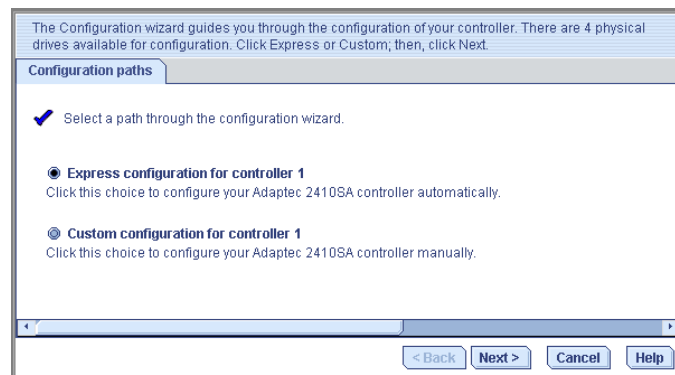 The Configuration wizard guides you through the configuration of your controller. There are 4 physical
drives available for configuration. Click Express or Custom; then, click Next.
Configuration paths
Select a path through the configuration wizard.
Express configuration for controller 1
Click this choice to configure your Adaptec 2410SA controller automatically.
Custom configuration for controller 1
Click this choice to configure your Adaptec 2410SA controller manually.
< Back Next > Cancel Help